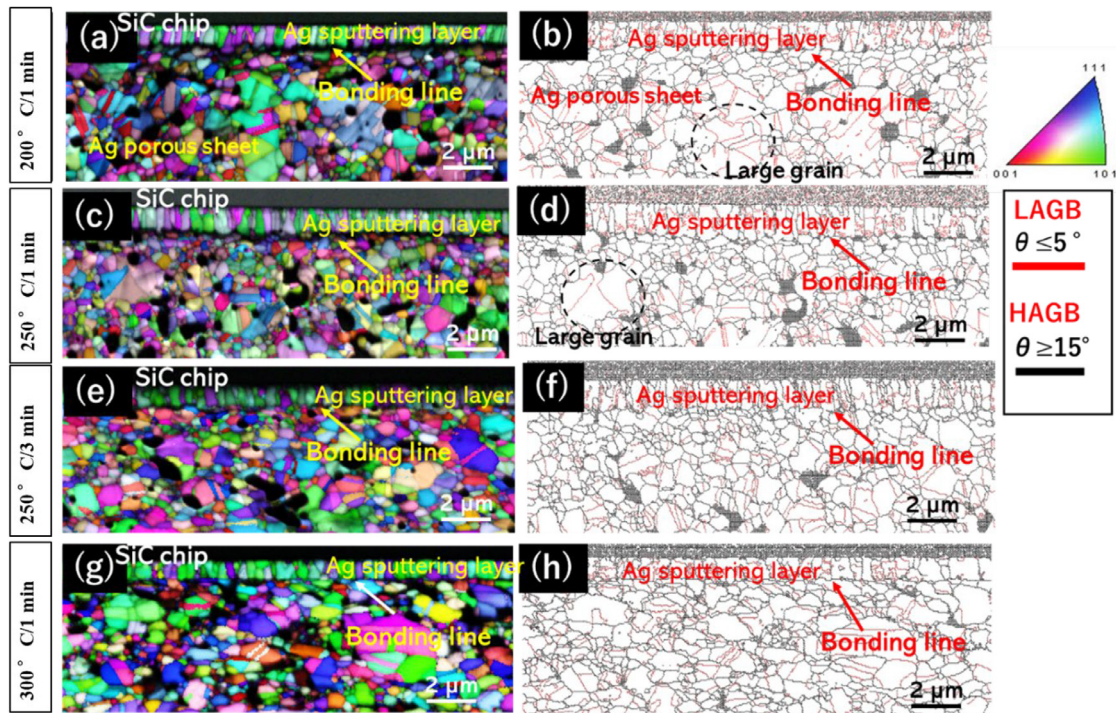 200° C/1 min
(a)
SiC chip
Ag sputtering layer
Bonding line
Ag porous sheet
2 μm
(b)
Ag sputtering layer
Ag porous sheet
Bonding line
Large grain
2 μm
111
001
101
250° C/1 min
(c)
SiC chip
Ag sputtering layer
Bonding line
2 μm
(d)
Ag sputtering layer
Bonding line
Large grain
2 μm
LAGB
θ ≤5°
HAGB
θ ≥15°
250° C/3 min
(e)
SiC chip
Ag sputtering layer
Bonding line
2 μm
(f)
Ag sputtering layer
Bonding line
2 μm
300° C/1 min
(g)
SiC chip
Ag sputtering layer
Bonding line
2 μm
(h)
Ag sputtering layer
Bonding line
2 μm